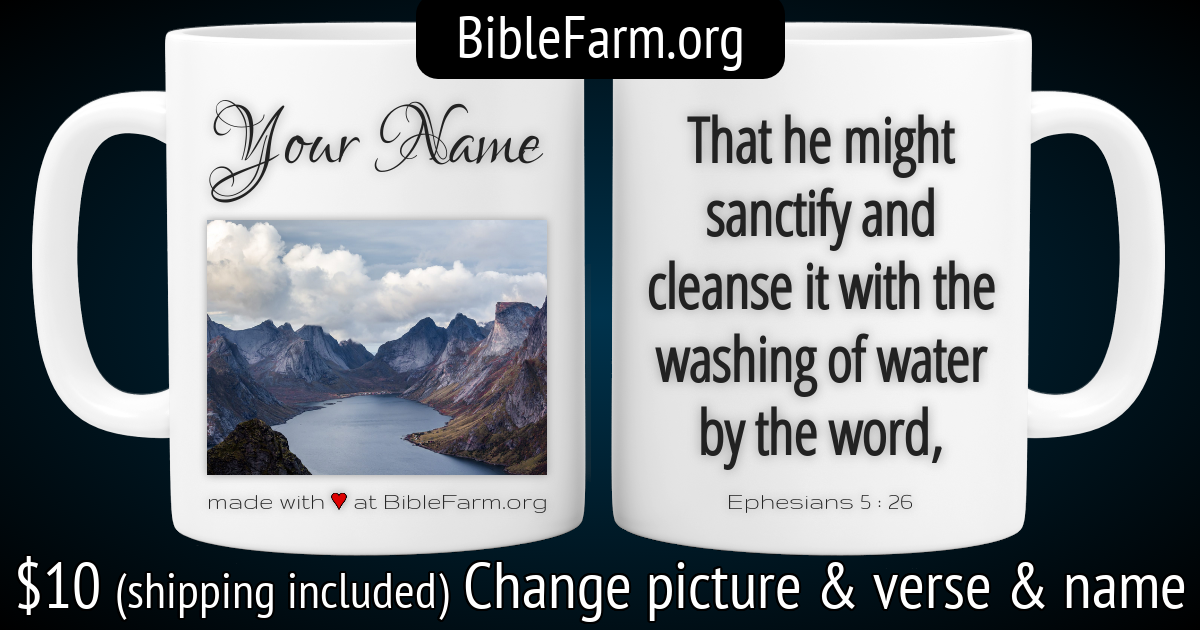 BibleFarm.org
Your Name
made with ♥ at BibleFarm.org
That he might
sanctify and
cleanse it with the
washing of water
by the word,
Ephesians 5 : 26
$10 (shipping included) Change picture & verse & name